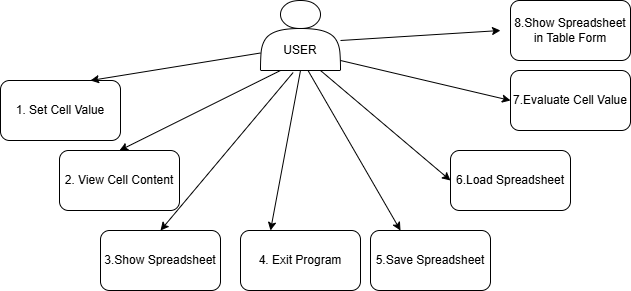 USER
8.Show Spreadsheet
in Table Form
7.Evaluate Cell Value
1. Set Cell Value
2. View Cell Content
6.Load Spreadsheet
3.Show Spreadsheet
4. Exit Program
5.Save Spreadsheet